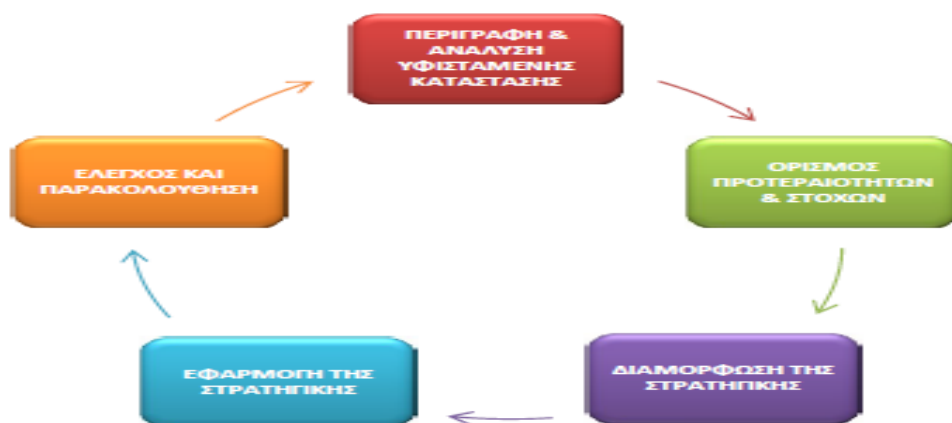 ΠΕΡΙΓΡΑΦΗ &
ΑΝΑΛΥΣΗ
ΥΦΙΣΤΑΜΕΝΗΣ
ΚΑΤΑΣΤΑΣΗΣ
ΟΡΙΣΜΟΣ
ΠΡΟΤΕΡΑΙΟΤΗΤΩΝ
& ΣΤΟΧΩΝ
ΔΙΑΜΟΡΦΩΣΗ ΤΗΣ
ΣΤΡΑΤΗΓΙΚΗΣ
ΕΦΑΡΜΟΓΗ ΤΗΣ
ΣΤΡΑΤΗΓΙΚΗΣ
ΕΛΕΓΧΟΣ ΚΑΙ
ΠΑΡΑΚΟΛΟΥΘΗΣΗ